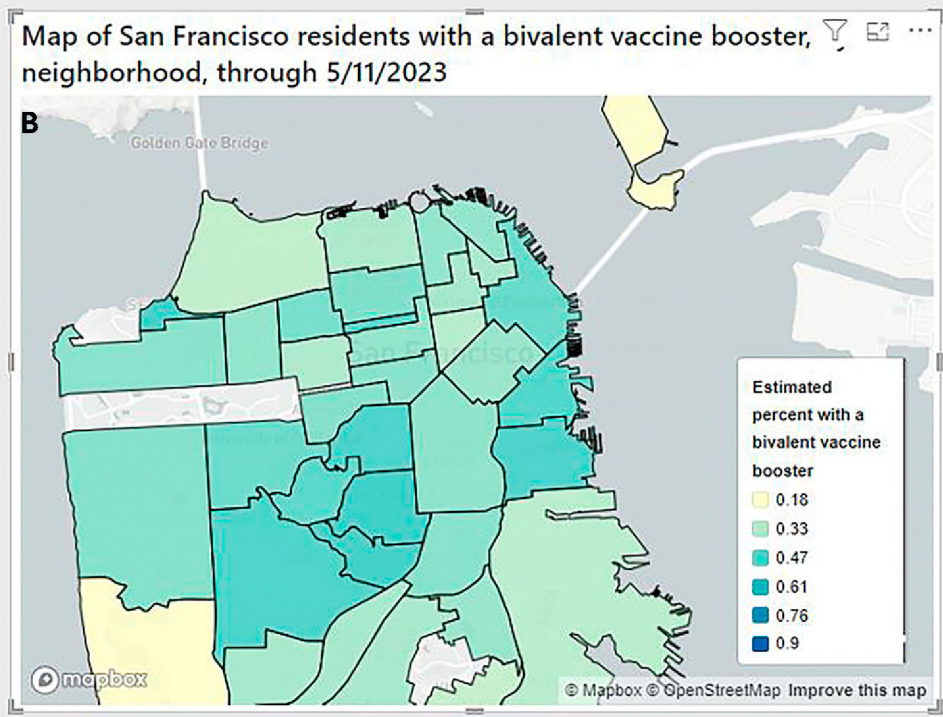 Map of San Francisco residents with a bivalent vaccine booster,
neighborhood, through 5/11/2023
B
Golden Gate Bridge
San Francisco
Estimated
percent with a
bivalent vaccine
booster
0.18
0.33
0.47
0.61
0.76
0.9
mapbox
© Mapbox © OpenStreetMap Improve this map